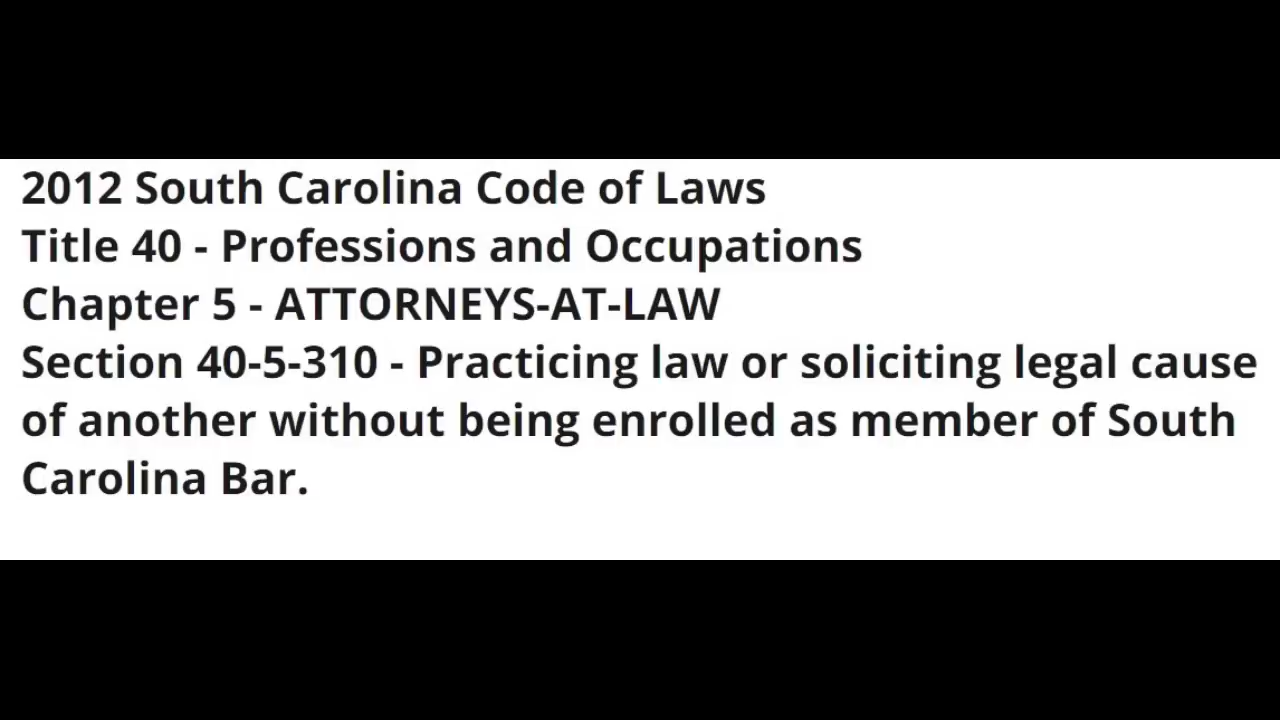 2012 South Carolina Code of Laws
Title 40 - Professions and Occupations
Chapter 5 - ATTORNEYS-AT-LAW
Section 40-5-310 - Practicing law or soliciting legal cause
of another without being enrolled as member of South
Carolina Bar.